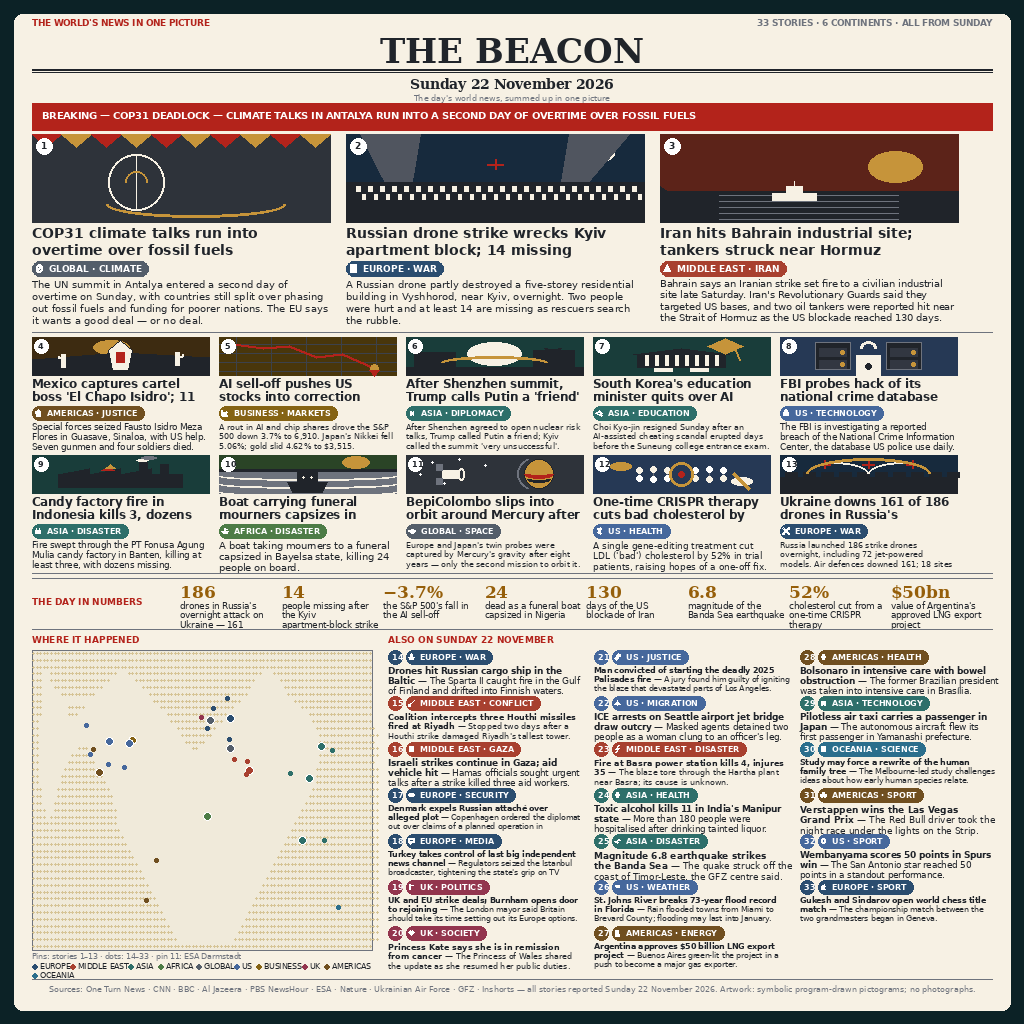 THE WORLD'S NEWS IN ONE PICTURE
33 STORIES · 6 CONTINENTS · ALL FROM SUNDAY
THE BEACON
Sunday 22 November 2026
The day's world news, summed up in one picture
BREAKING — COP31 DEADLOCK — CLIMATE TALKS IN ANTALYA RUN INTO A SECOND DAY OF OVERTIME OVER FOSSIL FUELS
1
COP31 climate talks run into
overtime over fossil fuels
GLOBAL · CLIMATE
The UN summit in Antalya entered a second day of
overtime on Sunday, with countries still split over phasing
out fossil fuels and funding for poorer nations. The EU says
it wants a good deal — or no deal.
2
Russian drone strike wrecks Kyiv
apartment block; 14 missing
EUROPE · WAR
A Russian drone partly destroyed a five-storey residential
building in Vyshhorod, near Kyiv, overnight. Two people
were hurt and at least 14 are missing as rescuers search
the rubble.
3
Iran hits Bahrain industrial site;
tankers struck near Hormuz
MIDDLE EAST · IRAN
Bahrain says an Iranian strike set fire to a civilian industrial
site late Saturday. Iran's Revolutionary Guards said they
targeted US bases, and two tankers were reported hit near
the Strait of Hormuz as the US blockade reached 130 days.
4
Mexico captures cartel
boss 'El Chapo Isidro'; 11
AMERICAS · JUSTICE
Special forces seized Fausto Isidro Meza
Flores in Guasave, Sinaloa, with US help.
Seven gunmen and four soldiers died.
5
AI sell-off pushes US
stocks into correction
BUSINESS · MARKETS
A rout in AI and chip shares drove the S&P
500 down 3.7% to 6,910. Japan's Nikkei fell
5.06%; gold slid 4.62% to $3,515.
6
After Shenzhen summit,
Trump calls Putin a 'friend'
ASIA · DIPLOMACY
After Shenzhen agreed to open nuclear risk
talks, Trump called Putin a friend; Kyiv
called the summit 'very unsuccessful'.
7
South Korea's education
minister quits over AI
ASIA · EDUCATION
Choi Kyo-jin resigned Sunday after an
AI-assisted cheating scandal erupted days
before the Suneung college entrance exam.
8
FBI probes hack of its
national crime database
US · TECHNOLOGY
The FBI is investigating a reported
breach of the National Crime Information
Center, the database US police use daily.
9
Candy factory fire in
Indonesia kills 3, dozens
ASIA · DISASTER
Fire swept through the PT Fonusa Agung
Mulia candy factory in Banten, killing at
least three, with dozens missing.
10
Boat carrying funeral
mourners capsizes in
AFRICA · DISASTER
A boat taking mourners to a funeral
capsized in Bayelsa state, killing 24
people on board.
11
BepiColombo slips into
orbit around Mercury after
GLOBAL · SPACE
Europe and Japan's twin probes were
captured by Mercury's gravity after eight
years — only the second mission to orbit it.
12
One-time CRISPR therapy
cuts bad cholesterol by
US · HEALTH
A single gene-editing treatment cut
LDL ('bad') cholesterol by 52% in trial
patients, raising hopes of a one-off fix.
13
Ukraine downs 161 of 186
drones in Russia's
EUROPE · WAR
Russia launched 186 strike drones
overnight, including 72 jet-powered
models. Air defences downed 161; 18 sites
THE DAY IN NUMBERS
186
drones in Russia's
overnight attack on
Ukraine — 161
14
people missing after
the Kyiv
apartment-block strike
−3.7%
the S&P 500's fall in
the AI sell-off
24
dead as a funeral boat
capsized in Nigeria
130
days of the US
blockade of Iran
6.8
magnitude of the
Banda Sea earthquake
52%
cholesterol cut from a
one-time CRISPR
therapy
$50bn
value of Argentina's
approved LNG export
project
WHERE IT HAPPENED
Pins: stories 1–13 · dots: 14–33 · pin 11: ESA Darmstadt
EUROPE MIDDLE EAST ASIA AFRICA GLOBAL US BUSINESS UK AMERICAS
OCEANIA
ALSO ON SUNDAY 22 NOVEMBER
14 EUROPE · WAR
Drones hit Russian cargo ship in the
Baltic — The Sparta II caught fire in the Gulf
of Finland and drifted into Finnish waters.
15 MIDDLE EAST · CONFLICT
Coalition intercepts three Houthi missiles
fired at Riyadh — Stopped two days after a
Houthi strike damaged Riyadh's tallest tower.
16 MIDDLE EAST · GAZA
Israeli strikes continue in Gaza; aid
vehicle hit — Hamas officials sought urgent
talks after a strike killed three aid workers.
17 EUROPE · SECURITY
Denmark expels Russian attaché over
alleged plot — Copenhagen ordered the diplomat
out over claims of a planned operation in
18 EUROPE · MEDIA
Turkey takes control of last big independent
news channel — Regulators seized the Istanbul
broadcaster, tightening the state's grip on TV
19 UK · POLITICS
UK and EU strike deals; Burnham opens door
to rejoining — The London mayor said Britain
should take its time setting out its Europe options.
20 UK · SOCIETY
Princess Kate says she is in remission
from cancer — The Princess of Wales shared
the update as she resumed her public duties.
21 US · JUSTICE
Man convicted of starting the deadly 2025
Palisades fire — A jury found him guilty of igniting
the blaze that devastated parts of Los Angeles.
22 US · MIGRATION
ICE arrests on Seattle airport jet bridge
draw outcry — Masked agents detained two
people as a woman clung to an officer's leg.
23 MIDDLE EAST · DISASTER
Fire at Basra power station kills 4, injures
35 — The blaze tore through the Hartha plant
near Basra; its cause is unknown.
24 ASIA · HEALTH
Toxic alcohol kills 11 in India's Manipur
state — More than 180 people were
hospitalised after drinking tainted liquor.
25 ASIA · DISASTER
Magnitude 6.8 earthquake strikes
the Banda Sea — The quake struck off the
coast of Timor-Leste, the GFZ centre said.
26 US · WEATHER
St. Johns River breaks 73-year flood record
in Florida — Rain flooded towns from Miami to
Brevard County; flooding may last into January.
27 AMERICAS · ENERGY
Argentina approves $50 billion LNG export
project — Buenos Aires green-lit the project in a
push to become a major gas exporter.
28 AMERICAS · HEALTH
Bolsonaro in intensive care with bowel
obstruction — The former Brazilian president
was taken into intensive care in Brasília.
29 ASIA · TECHNOLOGY
Pilotless air taxi carries a passenger in
Japan — The autonomous aircraft flew its
first passenger in Yamanashi prefecture.
30 OCEANIA · SCIENCE
Study may force a rewrite of the human
family tree — The Melbourne-led study challenges
ideas about how early human species relate.
31 AMERICAS · SPORT
Verstappen wins the Las Vegas
Grand Prix — The Red Bull driver took the
night race under the lights on the Strip.
32 US · SPORT
Wembanyama scores 50 points in Spurs
win — The San Antonio star reached 50
points in a standout performance.
33 EUROPE · SPORT
Gukesh and Sindarov open world chess title
match — The championship match between the
two grandmasters began in Geneva.
Sources: One Turn News · CNN · BBC · Al Jazeera · PBS NewsHour · ESA · Nature · Ukrainian Air Force · GFZ · Inshorts — all stories reported Sunday 22 November 2026. Artwork: symbolic program-drawn pictograms; no photographs.